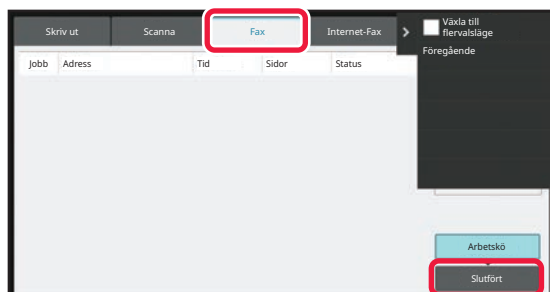 Skriv ut
Scanna
Fax
Internet-Fax
Växla till
flervalsläge
Föregående
Jobb Adress Tid Sidor Status
Arbetskö
Slutfört